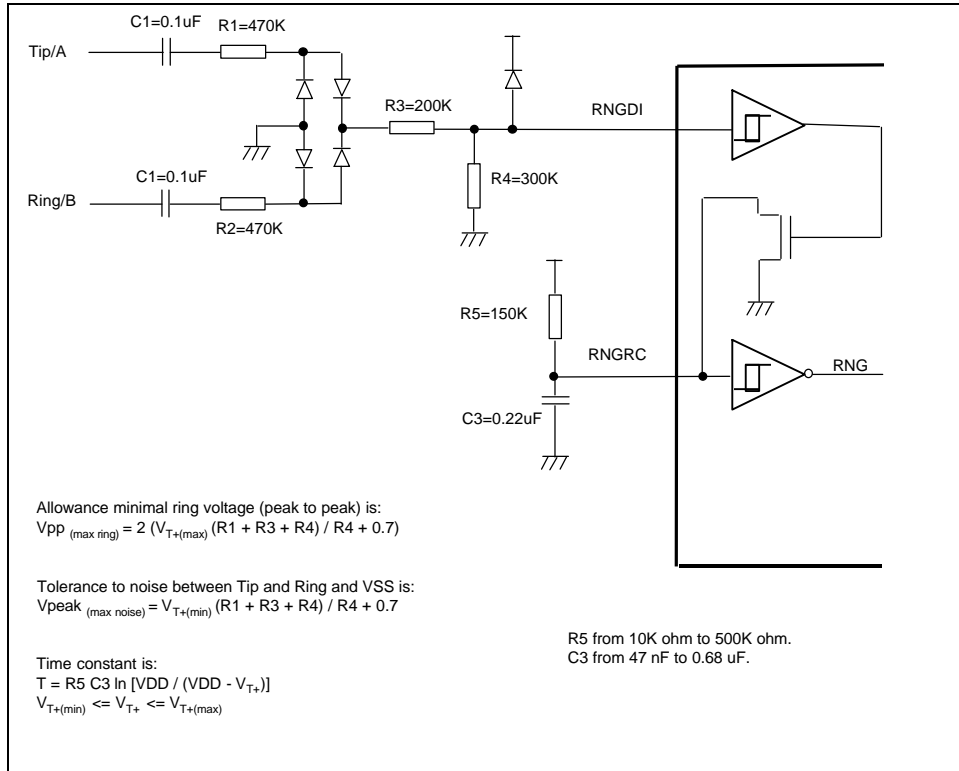 C1=0.1uF
R1=470K
Tip/A
R3=200K
RNGDI
C1=0.1uF
R4=300K
Ring/B
R2=470K
R5=150K
RNGRC
RNG
C3=0.22uF
Allowance minimal ring voltage (peak to peak) is:
Vpp (max ring) = 2 (VT+(max) (R1 + R3 + R4) / R4 + 0.7)
Tolerance to noise between Tip and Ring and VSS is:
Vpeak (max noise) = VT+(min) (R1 + R3 + R4) / R4 + 0.7
R5 from 10K ohm to 500K ohm.
C3 from 47 nF to 0.68 uF.
Time constant is:
T = R5 C3 ln [VDD / (VDD - VT+)]
VT+(min) <= VT+ <= VT+(max)